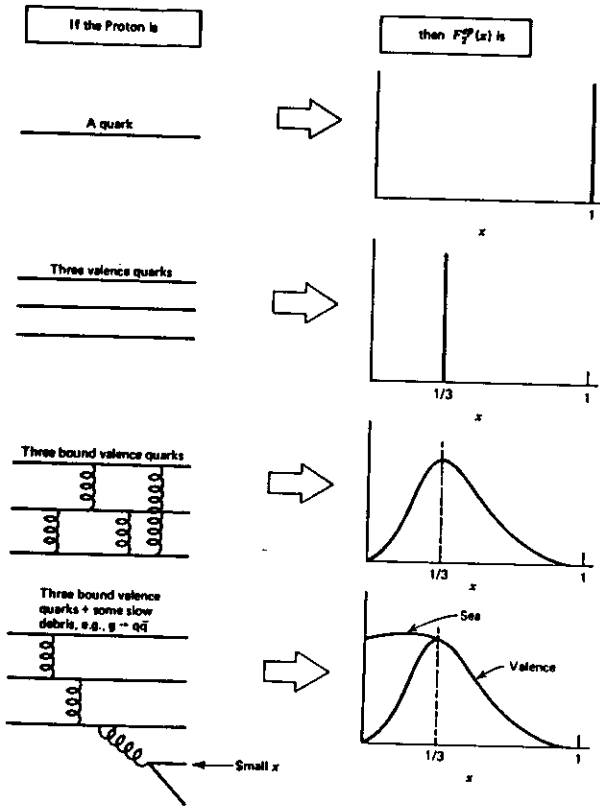 If the Proton is
then F₂ᵉᵖ(x) is
A quark
1
x
Three valence quarks
1/3
1
x
Three bound valence quarks
1/3
1
x
Three bound valence
quarks + some slow
debris, e.g., g → qq̄
Small x
Sea
Valence
1/3
1
x